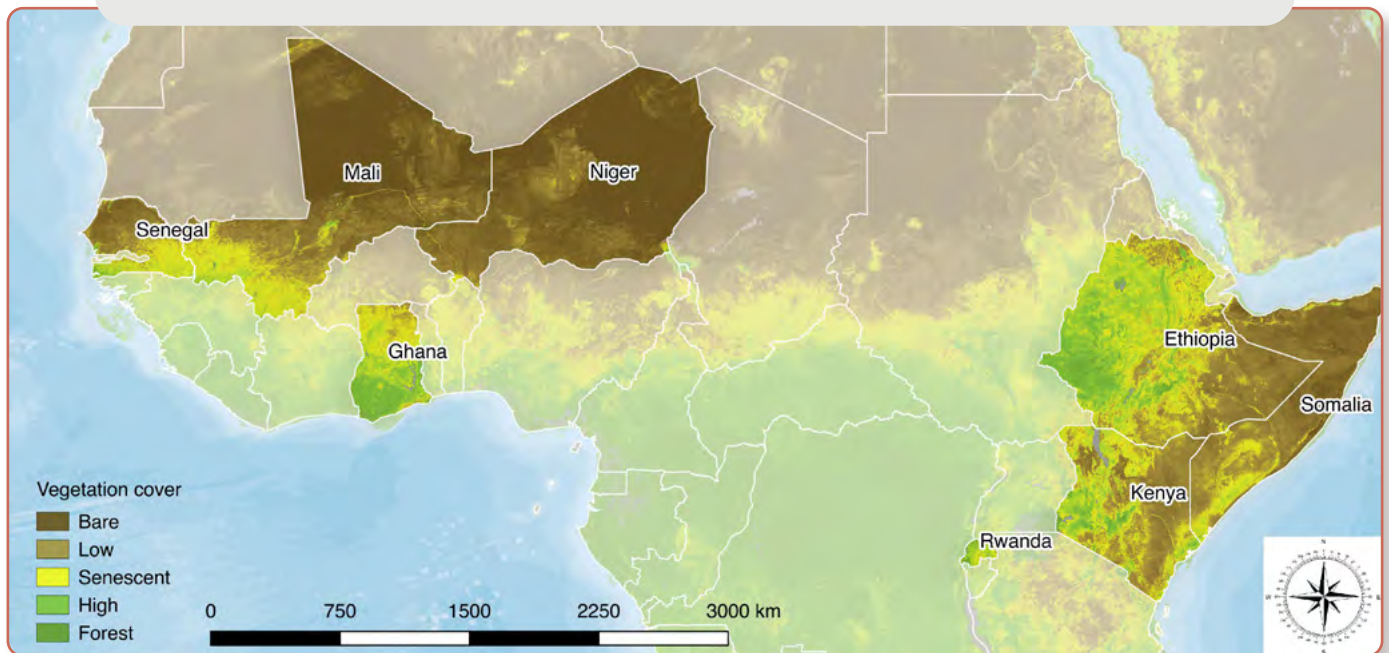 Mali
Niger
Senegal
Ghana
Ethiopia
Somalia
Kenya
Rwanda
Vegetation cover
Bare
Low
Senescent
High
Forest
0 750 1500 2250 3000 km